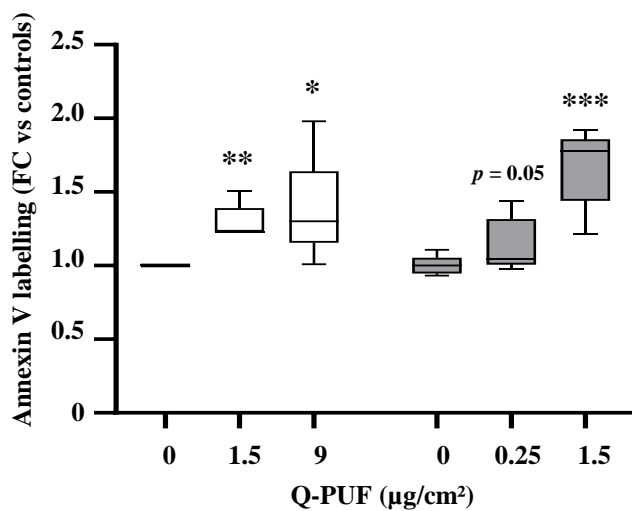 Annexin V labelling (FC vs controls)
2.5
2.0
1.5
1.0
0.5
0
**
*
p = 0.05
***
0 1.5 9 0 0.25 1.5
Q-PUF (µg/cm²)